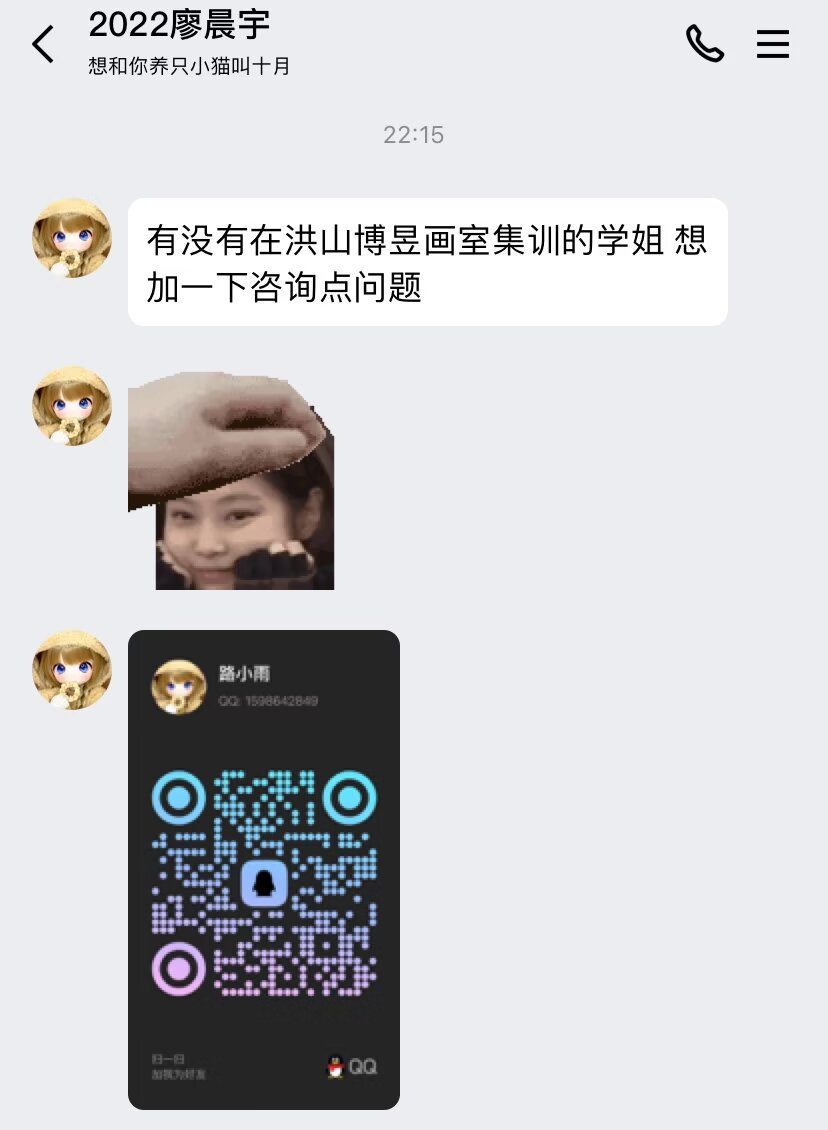 2022廖晨宇
想和你养只小猫叫十月
22:15
有没有在洪山博昱画室集训的学姐 想
加一下咨询点问题
路小雨
QQ: 1598642849
扫一扫
加我为好友
QQ